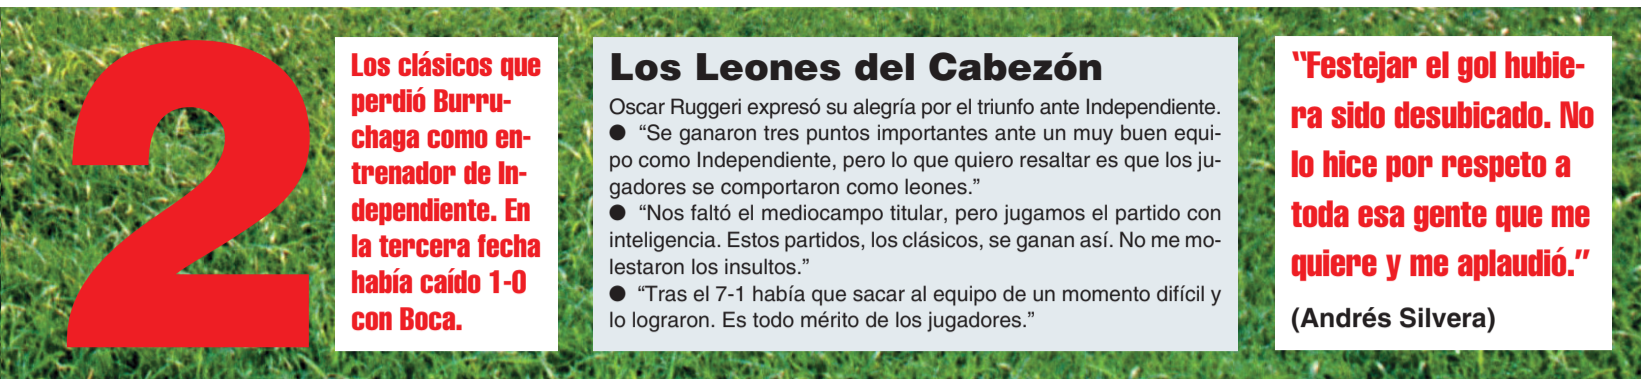 2
Los clásicos que
perdió Burru-
chaga como en-
trenador de In-
dependiente. En
la tercera fecha
había caído 1-0
con Boca.
Los Leones del Cabezón
Oscar Ruggeri expresó su alegría por el triunfo ante Independiente.
● “Se ganaron tres puntos importantes ante un muy buen equi-
po como Independiente, pero lo que quiero resaltar es que los ju-
gadores se comportaron como leones.”
● “Nos faltó el mediocampo titular, pero jugamos el partido con
inteligencia. Estos partidos, los clásicos, se ganan así. No me mo-
lestaron los insultos.”
● “Tras el 7-1 había que sacar al equipo de un momento difícil y
lo lograron. Es todo mérito de los jugadores.”
“Festejar el gol hubie-
ra sido desubicado. No
lo hice por respeto a
toda esa gente que me
quiere y me aplaudió.”
(Andrés Silvera)